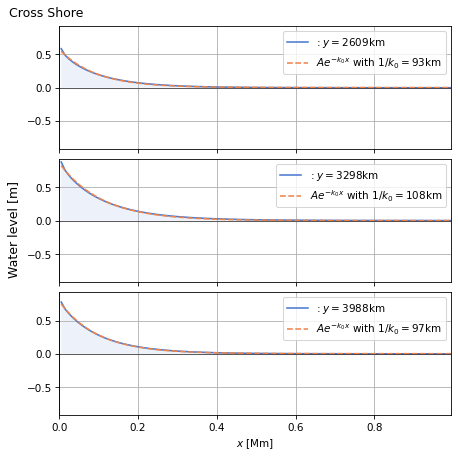 Cross Shore
0.5
0.0
−0.5
: y = 2609km
Ae^{−k₀x} with 1/k₀ = 93km
Water level [m]
0.5
0.0
−0.5
: y = 3298km
Ae^{−k₀x} with 1/k₀ = 108km
0.5
0.0
−0.5
: y = 3988km
Ae^{−k₀x} with 1/k₀ = 97km
0.0 0.2 0.4 0.6 0.8
x [Mm]